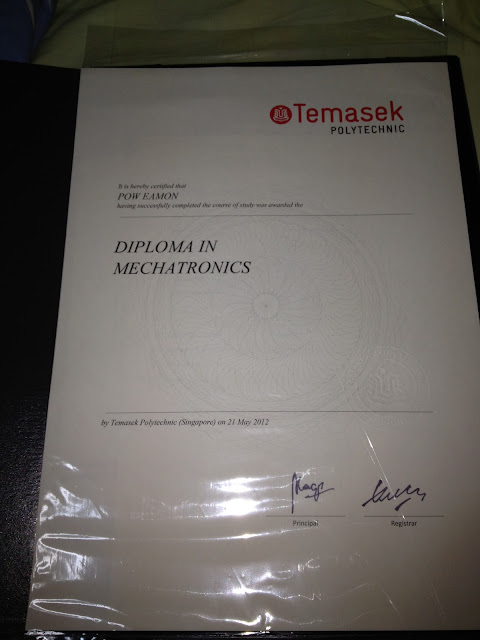 Temasek
POLYTECHNIC
It is hereby certified that
POW EAMON
having successfully completed the course of study was awarded the
DIPLOMA IN
MECHATRONICS
by Temasek Polytechnic (Singapore) on 21 May 2012
Principal
Registrar